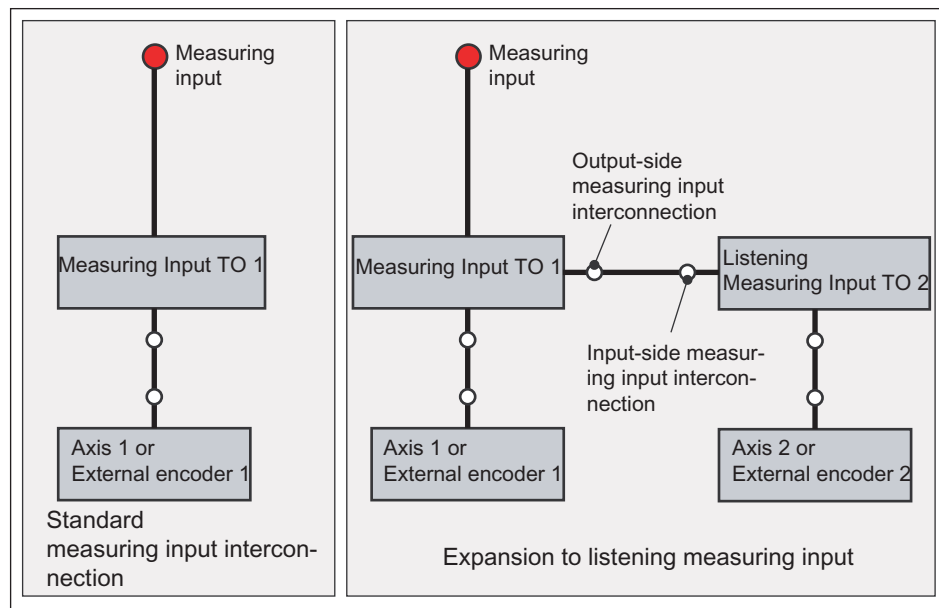 Measuring
input
Measuring Input TO 1
Axis 1 or
External encoder 1
Standard
measuring input intercon-
nection
Measuring
input
Output-side
measuring input
interconnection
Measuring Input TO 1
Listening
Measuring Input TO 2
Input-side measur-
ing input intercon-
nection
Axis 1 or
External encoder 1
Axis 2 or
External encoder 2
Expansion to listening measuring input